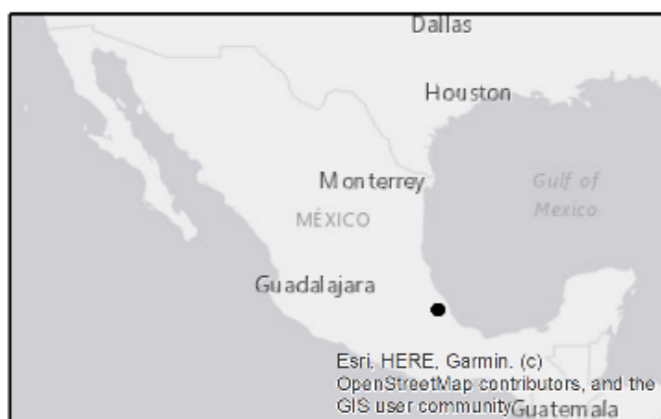 Dallas
Houston
Monterrey
Gulf of
Mexico
MÉXICO
Guadalajara
Esri, HERE, Garmin, (c)
OpenStreetMap contributors, and the
GIS user community
Guatemala